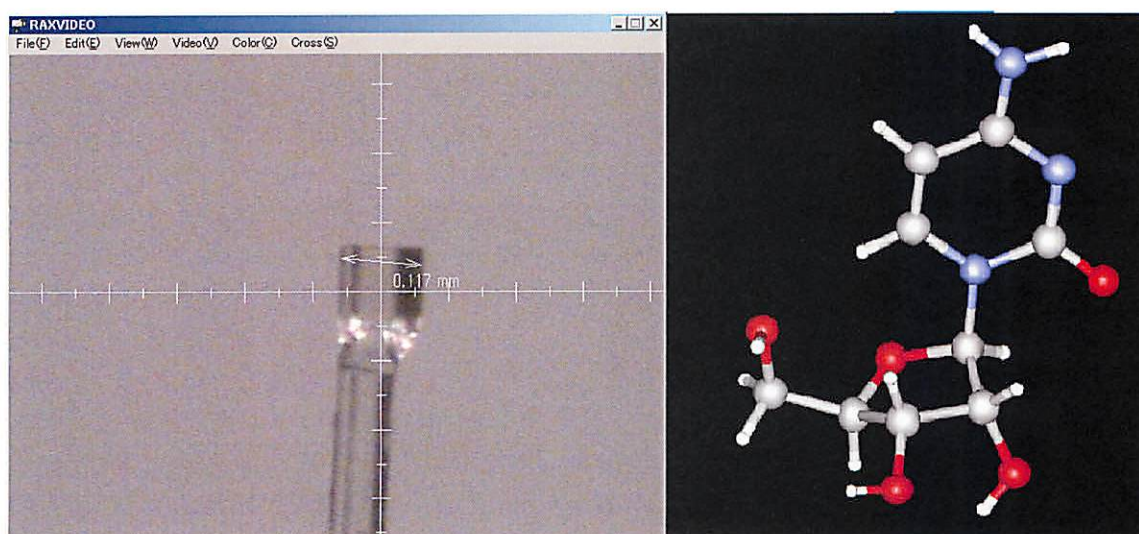 RAXVIDEO
File(F) Edit(E) View(W) Video(V) Color(C) Cross(S)
0.117 mm